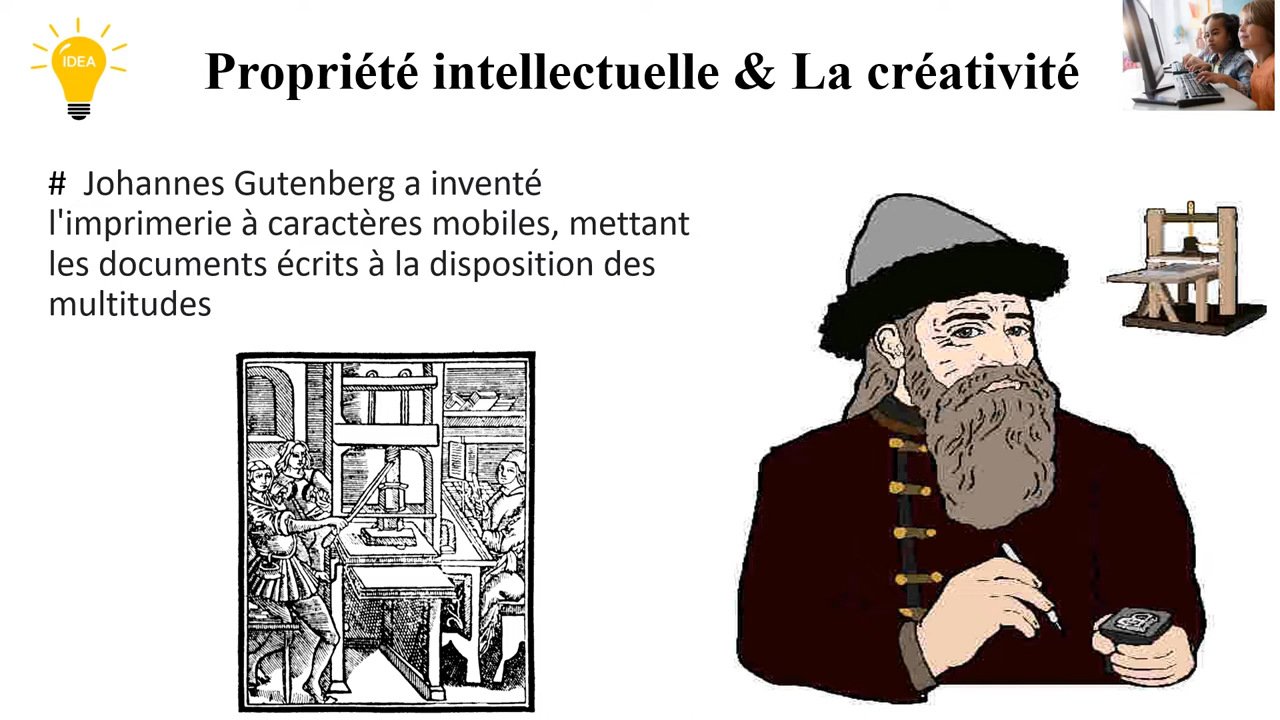 IDEA
Propriété intellectuelle & La créativité
# Johannes Gutenberg a inventé
l'imprimerie à caractères mobiles, mettant
les documents écrits à la disposition des
multitudes